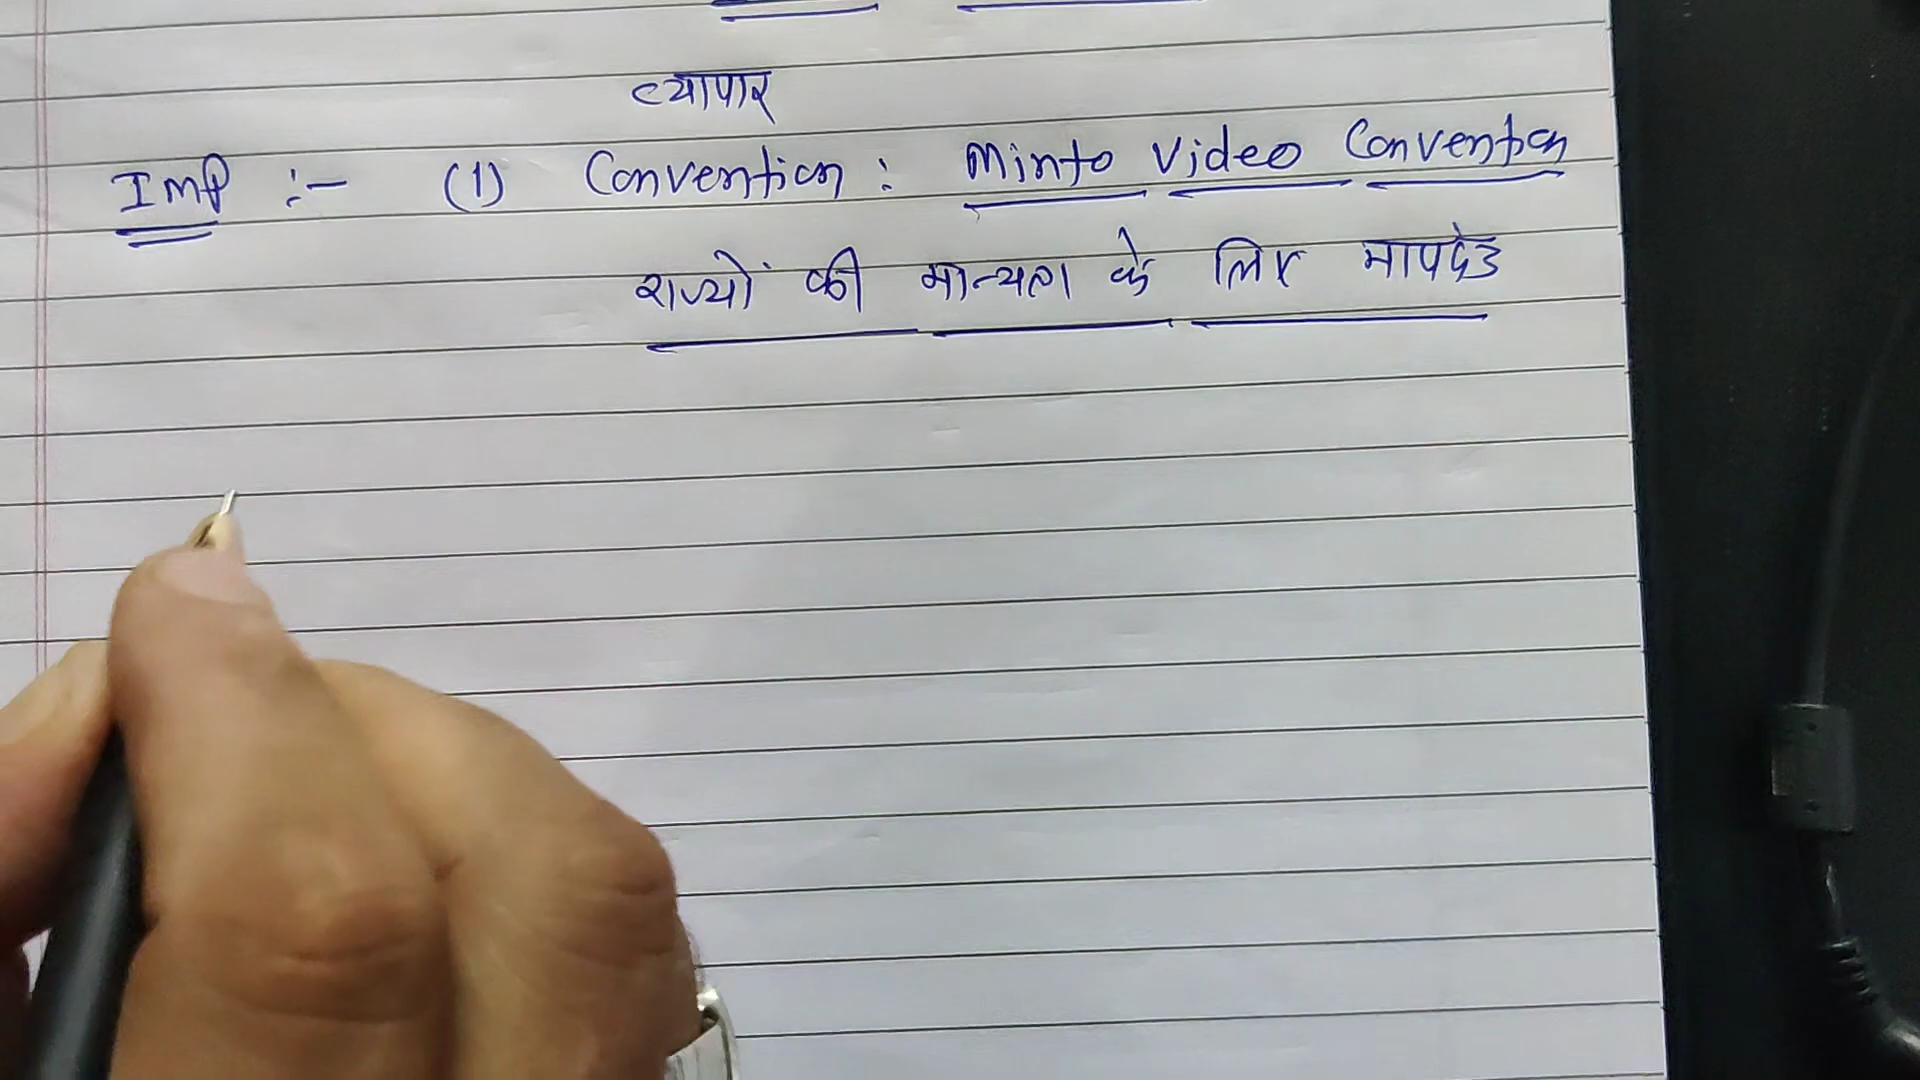 व्यापार
Imp :- (1) Convention : Minto Video Convention
राज्यों की मान्यता के लिए मापदंड